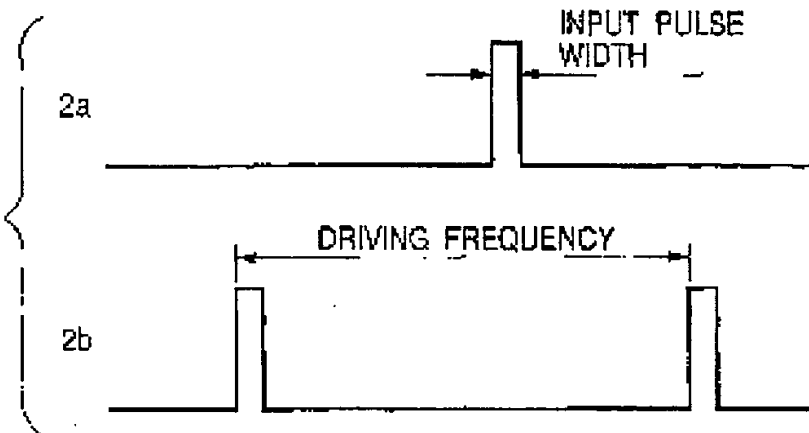 INPUT PULSE
WIDTH
2a
DRIVING FREQUENCY
2b